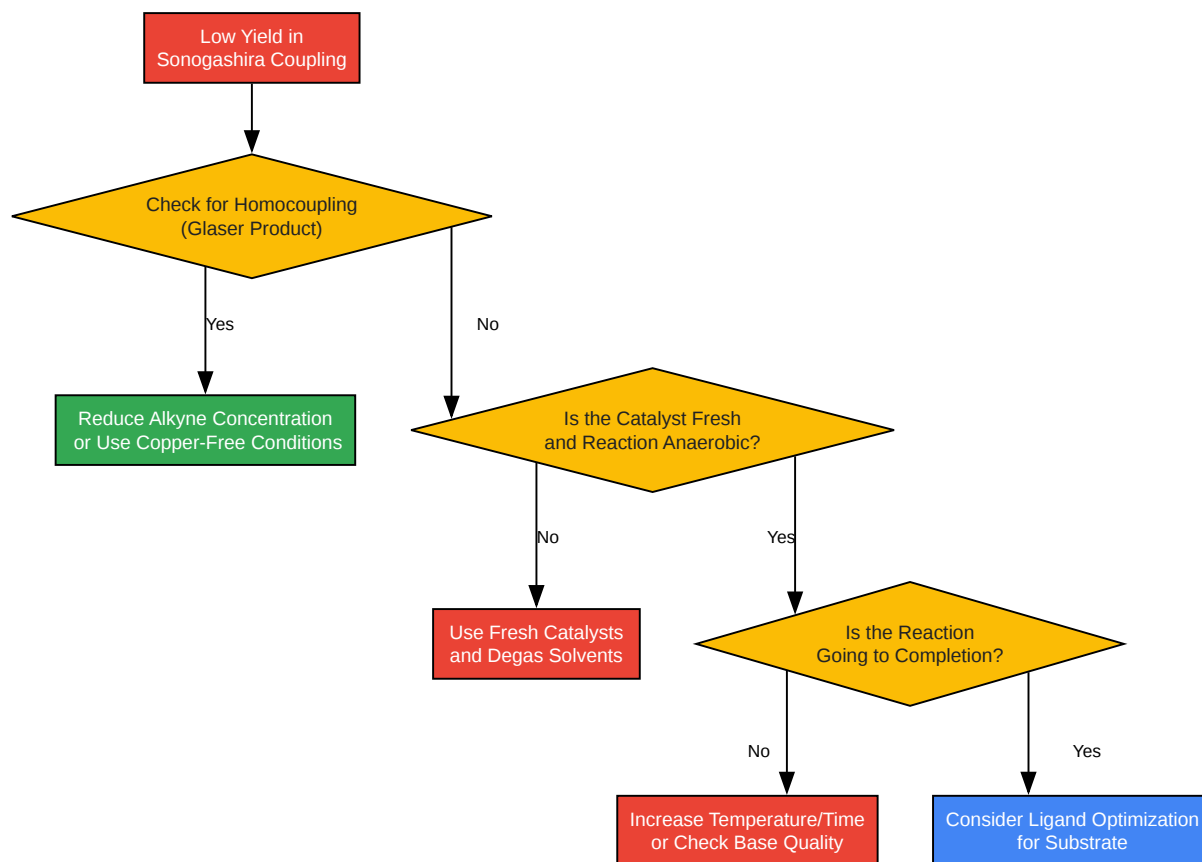 Low Yield in
Sonogashira Coupling
Check for Homocoupling
(Glaser Product)
Yes
No
Reduce Alkyne Concentration
or Use Copper-Free Conditions
Is the Catalyst Fresh
and Reaction Anaerobic?
No
Yes
Use Fresh Catalysts
and Degas Solvents
Is the Reaction
Going to Completion?
No
Yes
Increase Temperature/Time
or Check Base Quality
Consider Ligand Optimization
for Substrate